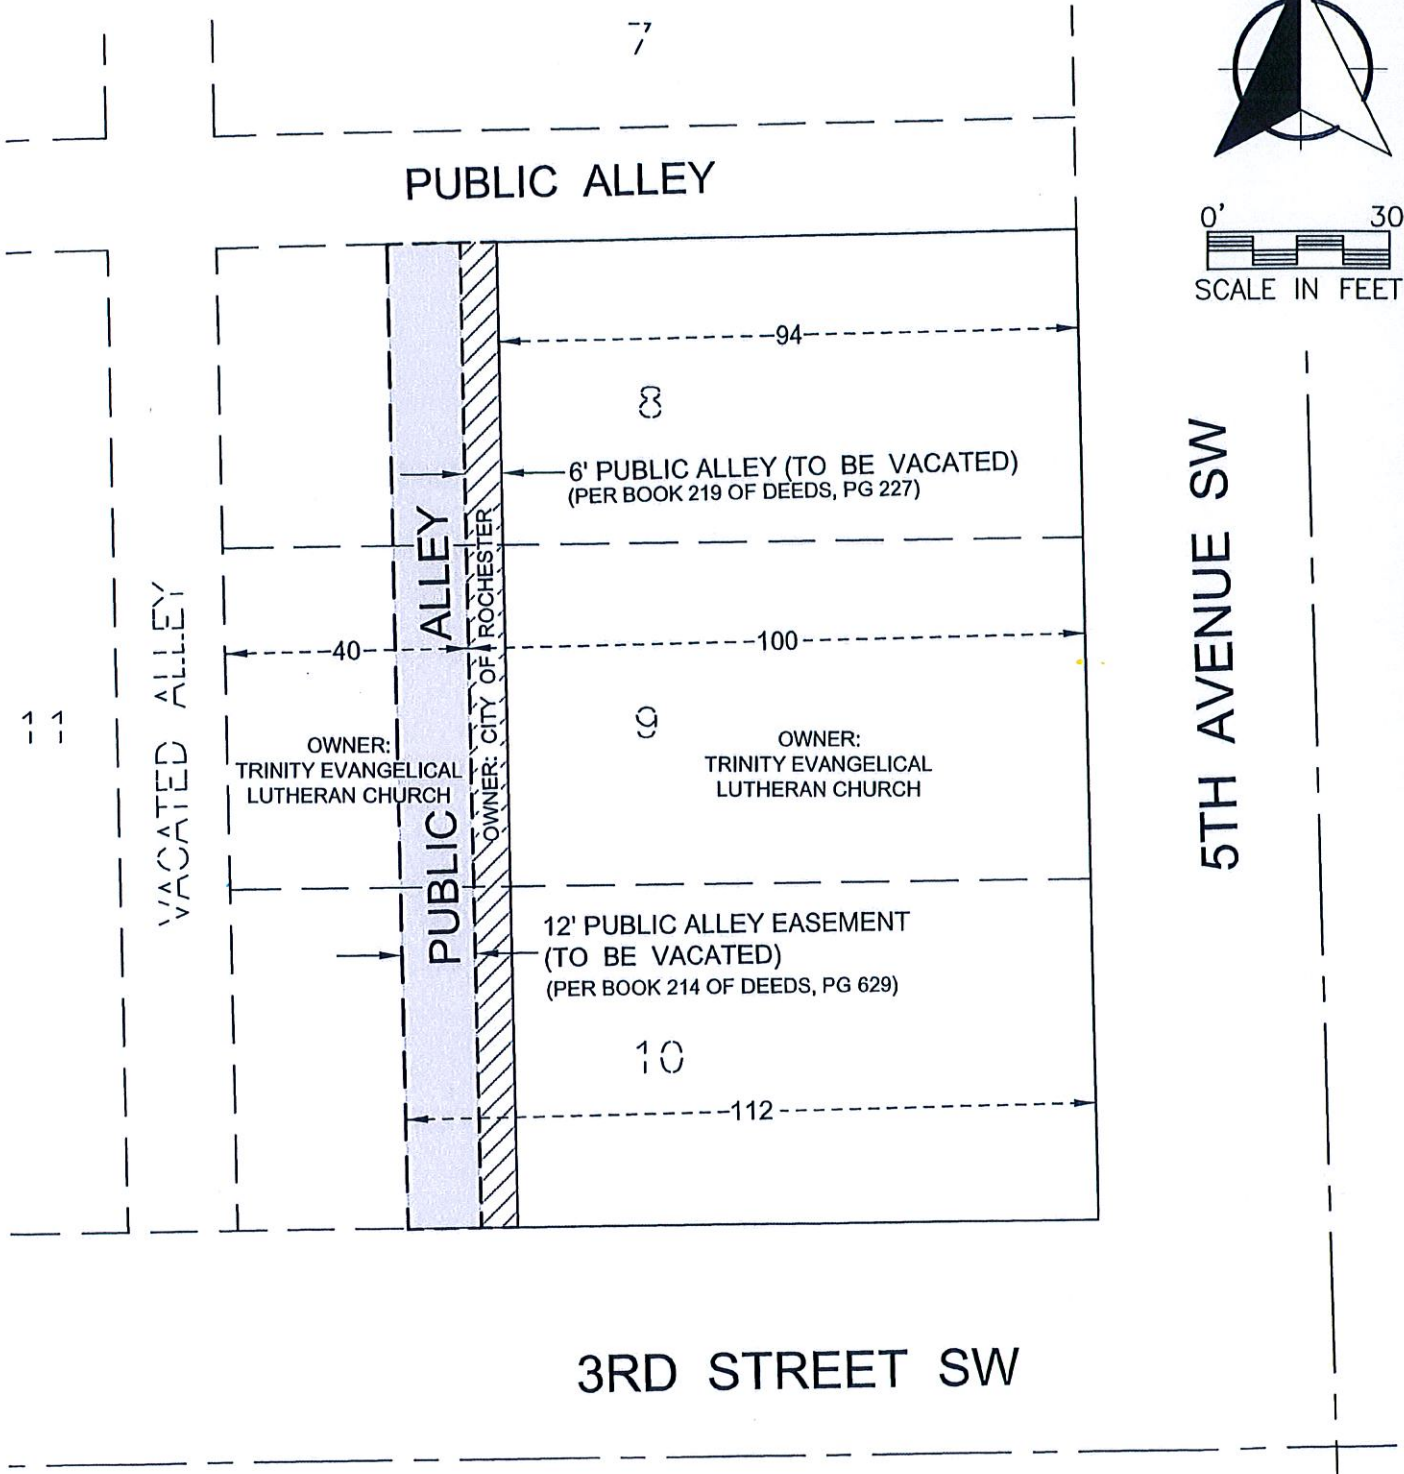 7
PUBLIC ALLEY
0' 30
SCALE IN FEET
94
8
6' PUBLIC ALLEY (TO BE VACATED)
(PER BOOK 219 OF DEEDS, PG 227)
PUBLIC ALLEY
OWNER: CITY OF ROCHESTER
40
100
11
VACATED ALLEY
9
OWNER:
TRINITY EVANGELICAL
LUTHERAN CHURCH
OWNER:
TRINITY EVANGELICAL
LUTHERAN CHURCH
5TH AVENUE SW
12' PUBLIC ALLEY EASEMENT
(TO BE VACATED)
(PER BOOK 214 OF DEEDS, PG 629)
10
112
3RD STREET SW